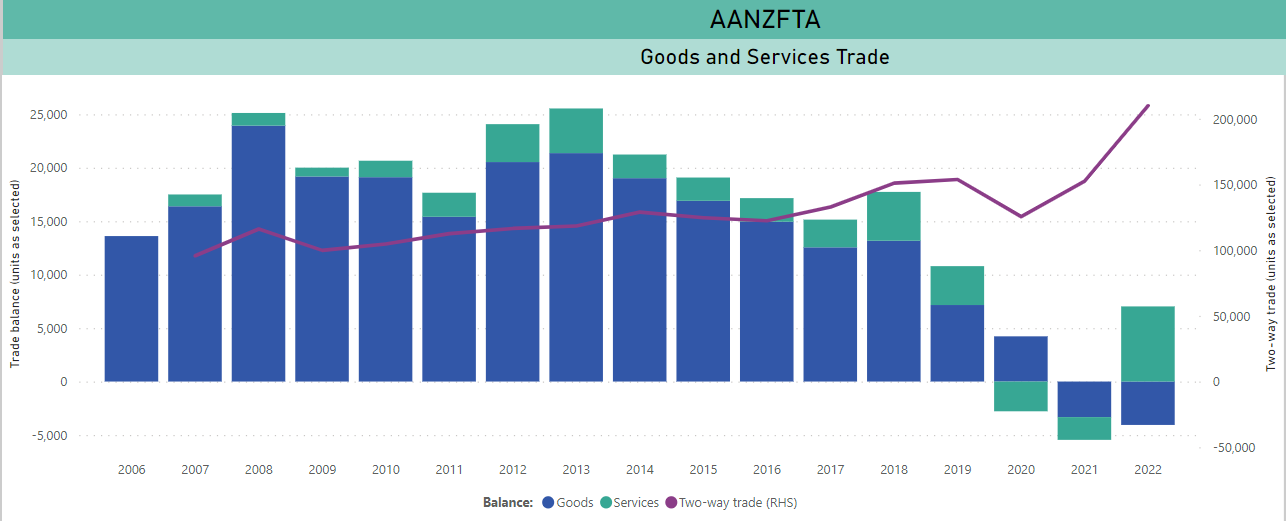 AANZFTA
Goods and Services Trade
Trade balance (units as selected)
25,000
20,000
15,000
10,000
5,000
0
-5,000
200,000
150,000
100,000
50,000
0
-50,000
Two-way trade (units as selected)
2006 2007 2008 2009 2010 2011 2012 2013 2014 2015 2016 2017 2018 2019 2020 2021 2022
Balance: Goods Services Two-way trade (RHS)